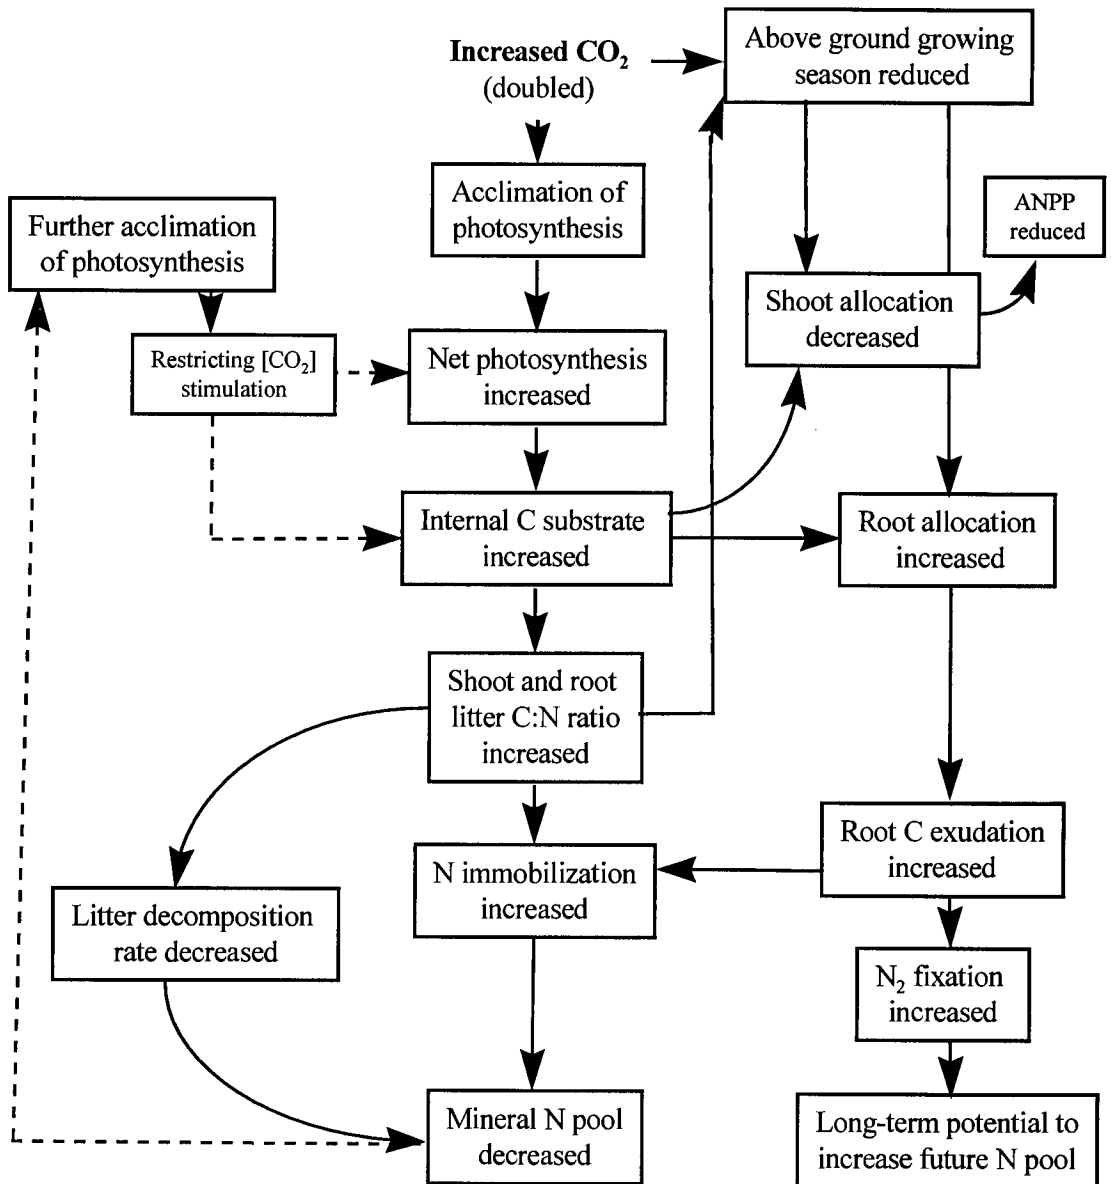 Increased CO₂
(doubled)
Above ground growing
season reduced
Acclimation of
photosynthesis
ANPP
reduced
Further acclimation
of photosynthesis
Shoot allocation
decreased
Restricting [CO₂]
stimulation
Net photosynthesis
increased
Internal C substrate
increased
Root allocation
increased
Shoot and root
litter C:N ratio
increased
Root C exudation
increased
N immobilization
increased
Litter decomposition
rate decreased
N₂ fixation
increased
Mineral N pool
decreased
Long-term potential to
increase future N pool